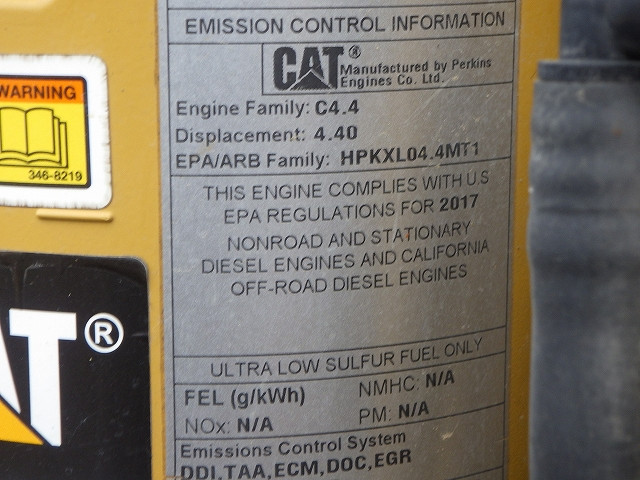 EMISSION CONTROL INFORMATION
CAT®
Manufactured by Perkins
Engines Co. Ltd.
Engine Family: C4.4
Displacement: 4.40
EPA/ARB Family: HPKXL04.4MT1
THIS ENGINE COMPLIES WITH U.S
EPA REGULATIONS FOR 2017
NONROAD AND STATIONARY
DIESEL ENGINES AND CALIFORNIA
OFF-ROAD DIESEL ENGINES
ULTRA LOW SULFUR FUEL ONLY
FEL (g/kWh) NMHC: N/A
NOx: N/A PM: N/A
Emissions Control System
DDI,TAA,ECM,DOC,EGR
WARNING
346-8219
AT®